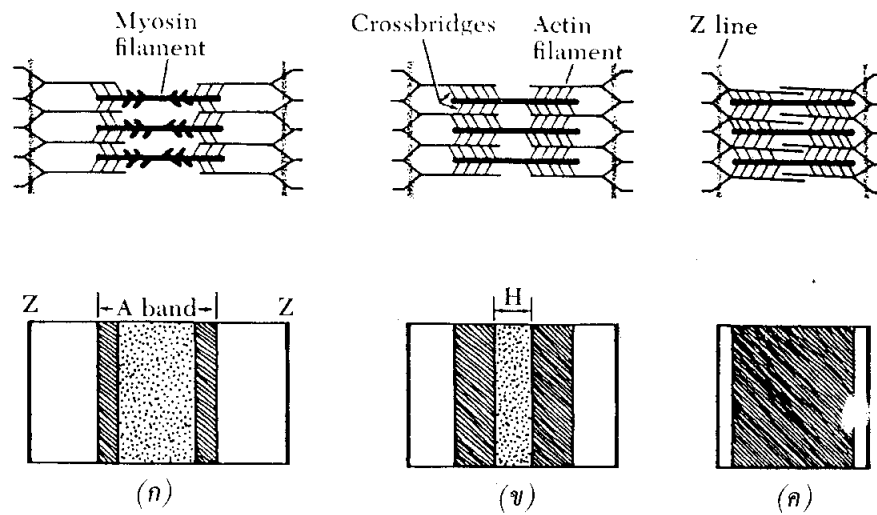 Myosin
filament
Crossbridges
Actin
filament
Z line
Z
A band
Z
H
(ก)
(ข)
(ค)